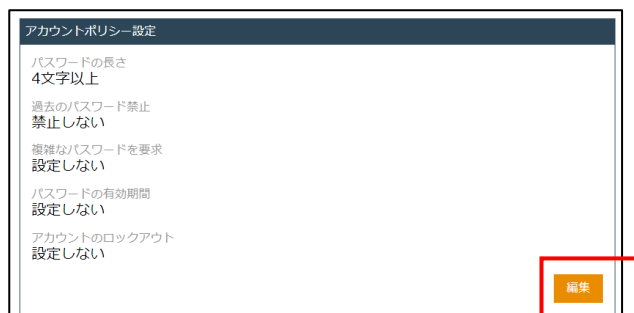 アカウントポリシー設定
パスワードの長さ
4文字以上
過去のパスワード禁止
禁止しない
複雑なパスワードを要求
設定しない
パスワードの有効期間
設定しない
アカウントのロックアウト
設定しない
編集